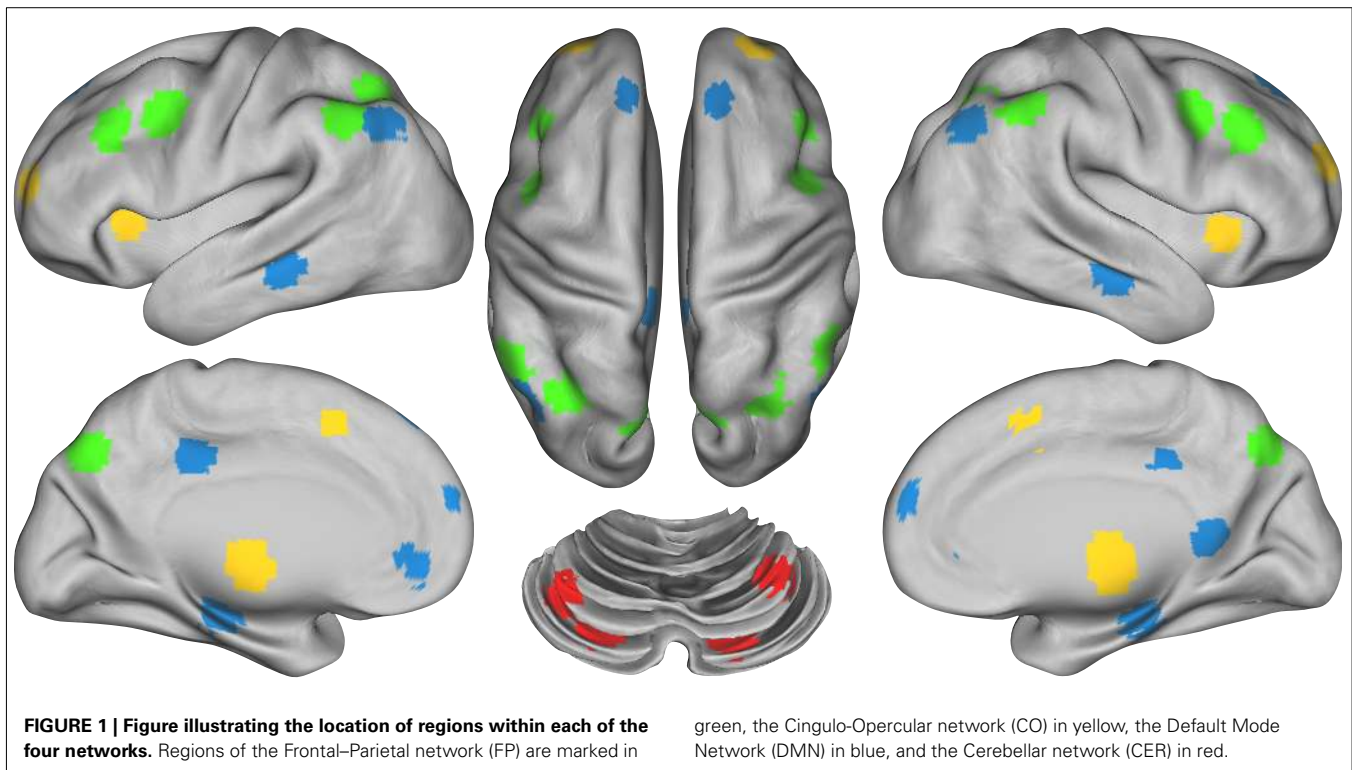 FIGURE 1 | Figure illustrating the location of regions within each of the
four networks. Regions of the Frontal–Parietal network (FP) are marked in
green, the Cingulo-Opercular network (CO) in yellow, the Default Mode
Network (DMN) in blue, and the Cerebellar network (CER) in red.